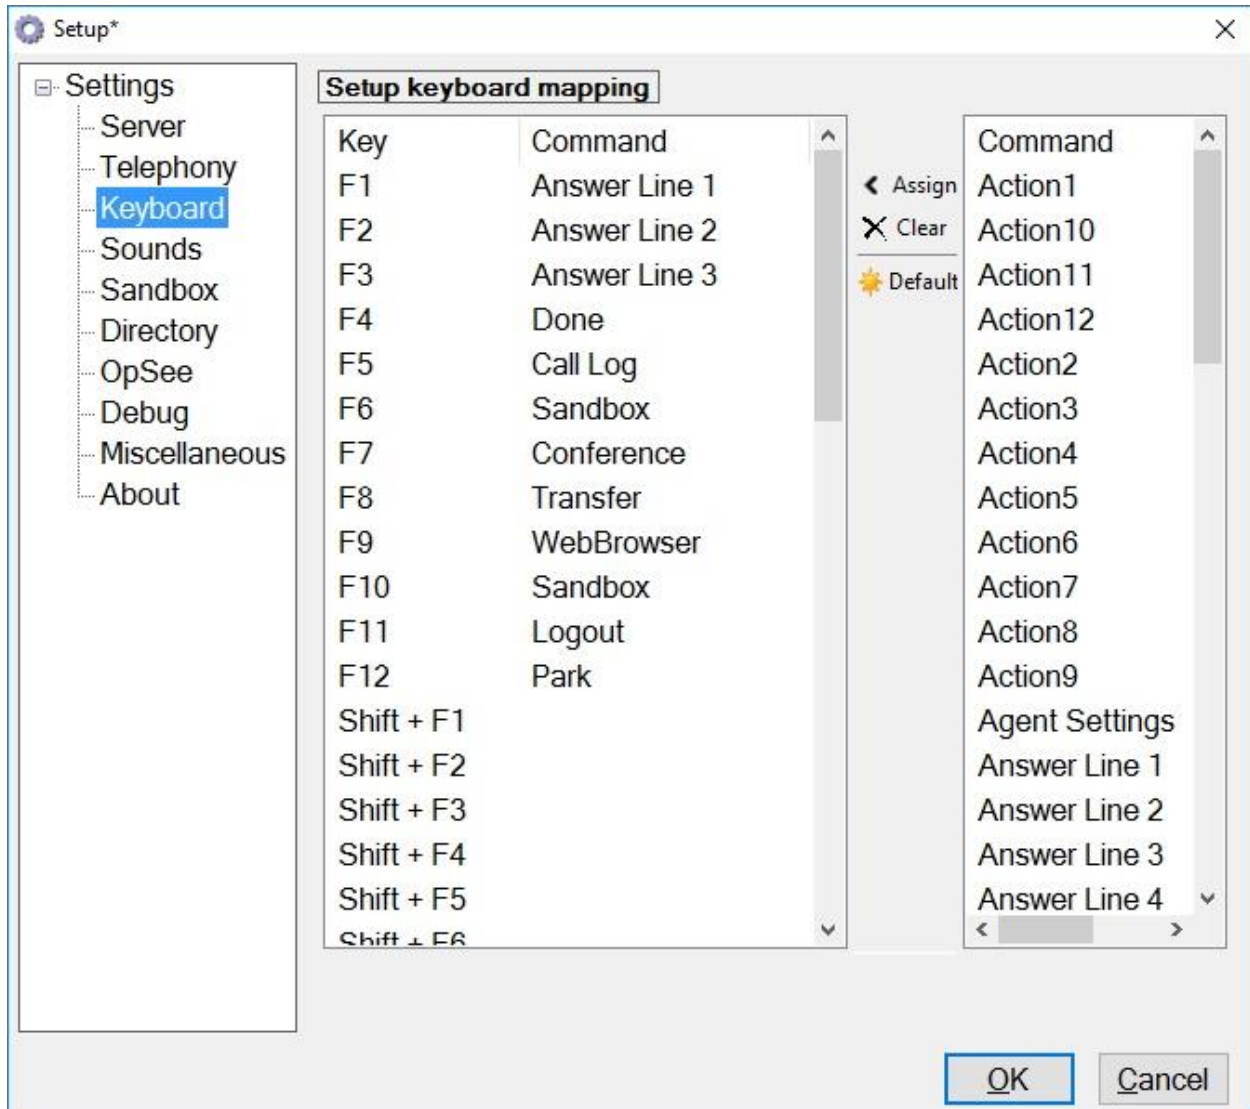 Setup*
Settings
Server
Telephony
Keyboard
Sounds
Sandbox
Directory
OpSee
Debug
Miscellaneous
About
Setup keyboard mapping
Key Command
F1 Answer Line 1
F2 Answer Line 2
F3 Answer Line 3
F4 Done
F5 Call Log
F6 Sandbox
F7 Conference
F8 Transfer
F9 WebBrowser
F10 Sandbox
F11 Logout
F12 Park
Shift + F1
Shift + F2
Shift + F3
Shift + F4
Shift + F5
Shift + F6
Assign
Clear
Default
Command
Action1
Action10
Action11
Action12
Action2
Action3
Action4
Action5
Action6
Action7
Action8
Action9
Agent Settings
Answer Line 1
Answer Line 2
Answer Line 3
Answer Line 4
OK
Cancel